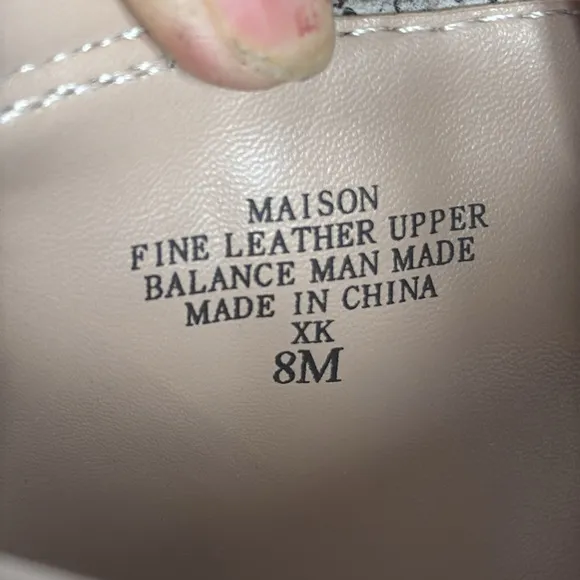 MAISON
FINE LEATHER UPPER
BALANCE MAN MADE
MADE IN CHINA
XK
8M